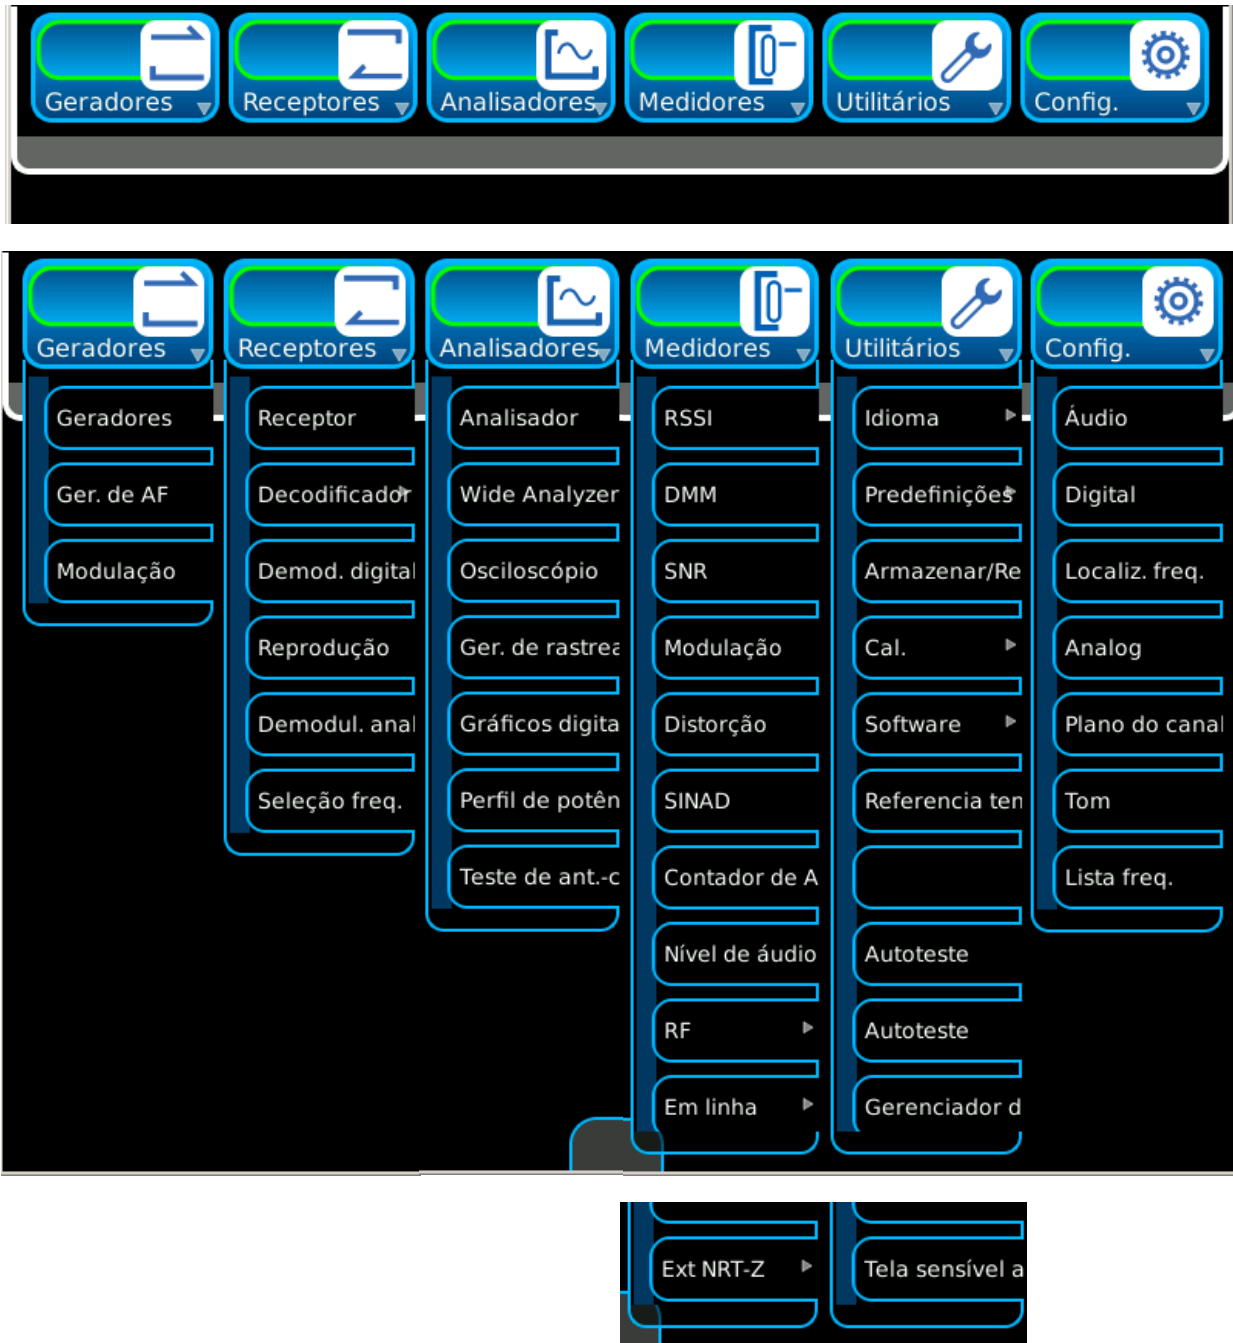 Geradores Receptores Analisadores Medidores Utilitários Config.
Geradores Receptores Analisadores Medidores Utilitários Config.
Geradores
Ger. de AF
Modulação
Receptor
Decodificador
Demod. digital
Reprodução
Demodul. anal
Seleção freq.
Analisador
Wide Analyzer
Osciloscópio
Ger. de rastrea
Gráficos digita
Perfil de potên
Teste de ant.-c
RSSI
DMM
SNR
Modulação
Distorção
SINAD
Contador de A
Nível de áudio
RF
Em linha
Idioma
Predefinições
Armazenar/Re
Cal.
Software
Referencia ten
Autoteste
Autoteste
Gerenciador d
Áudio
Digital
Localiz. freq.
Analog
Plano do canal
Tom
Lista freq.
Ext NRT-Z
Tela sensível a